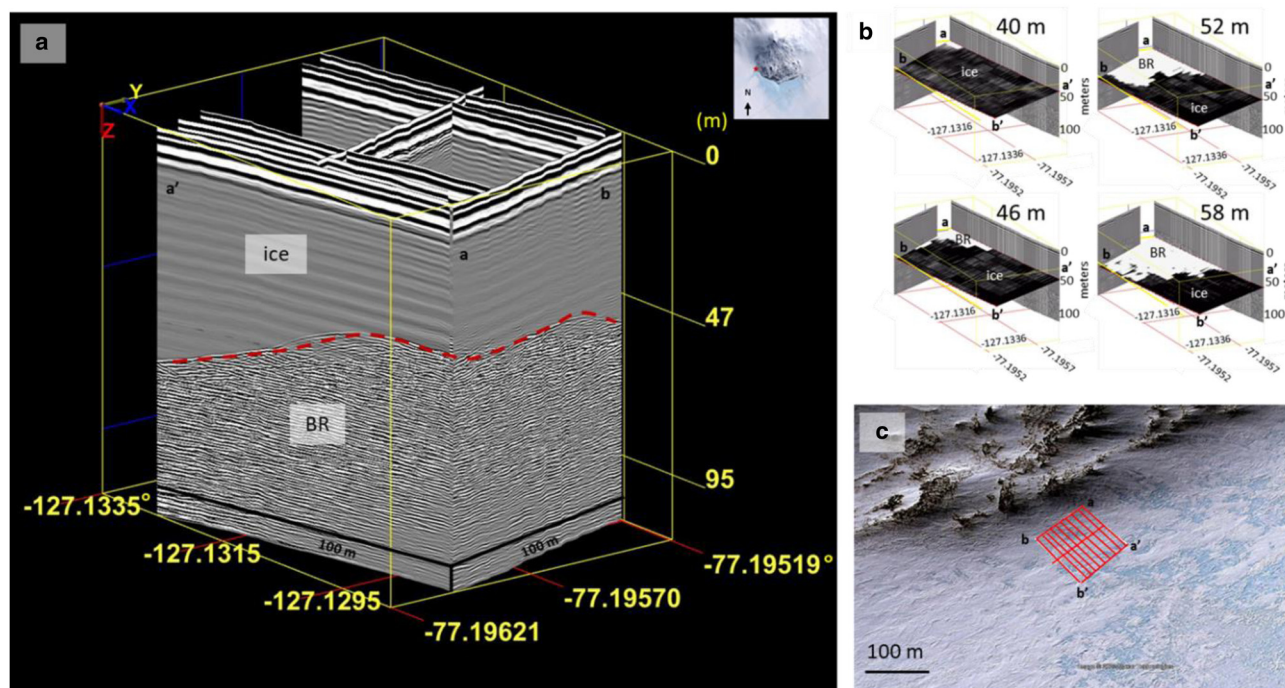 a
Y
X
Z
N
(m)
0
a'
b
a
ice
47
BR
95
-127.1335°
100 m
100 m
-127.1315
-77.19519°
-127.1295
-77.19570
-77.19621
b
40 m
a
b
ice
0
a'
50
meters
b'
100
-127.1316
-127.1336
-77.1957
-77.1952
52 m
a
b
BR
ice
0
a'
50
meters
b'
100
-127.1316
-127.1336
-77.1957
-77.1952
46 m
a
b
BR
ice
0
a'
50
meters
b'
100
-127.1316
-127.1336
-77.1957
-77.1952
58 m
a
b
BR
ice
0
a'
50
meters
b'
100
-127.1316
-127.1336
-77.1957
-77.1952
c
a
b
a'
b'
100 m